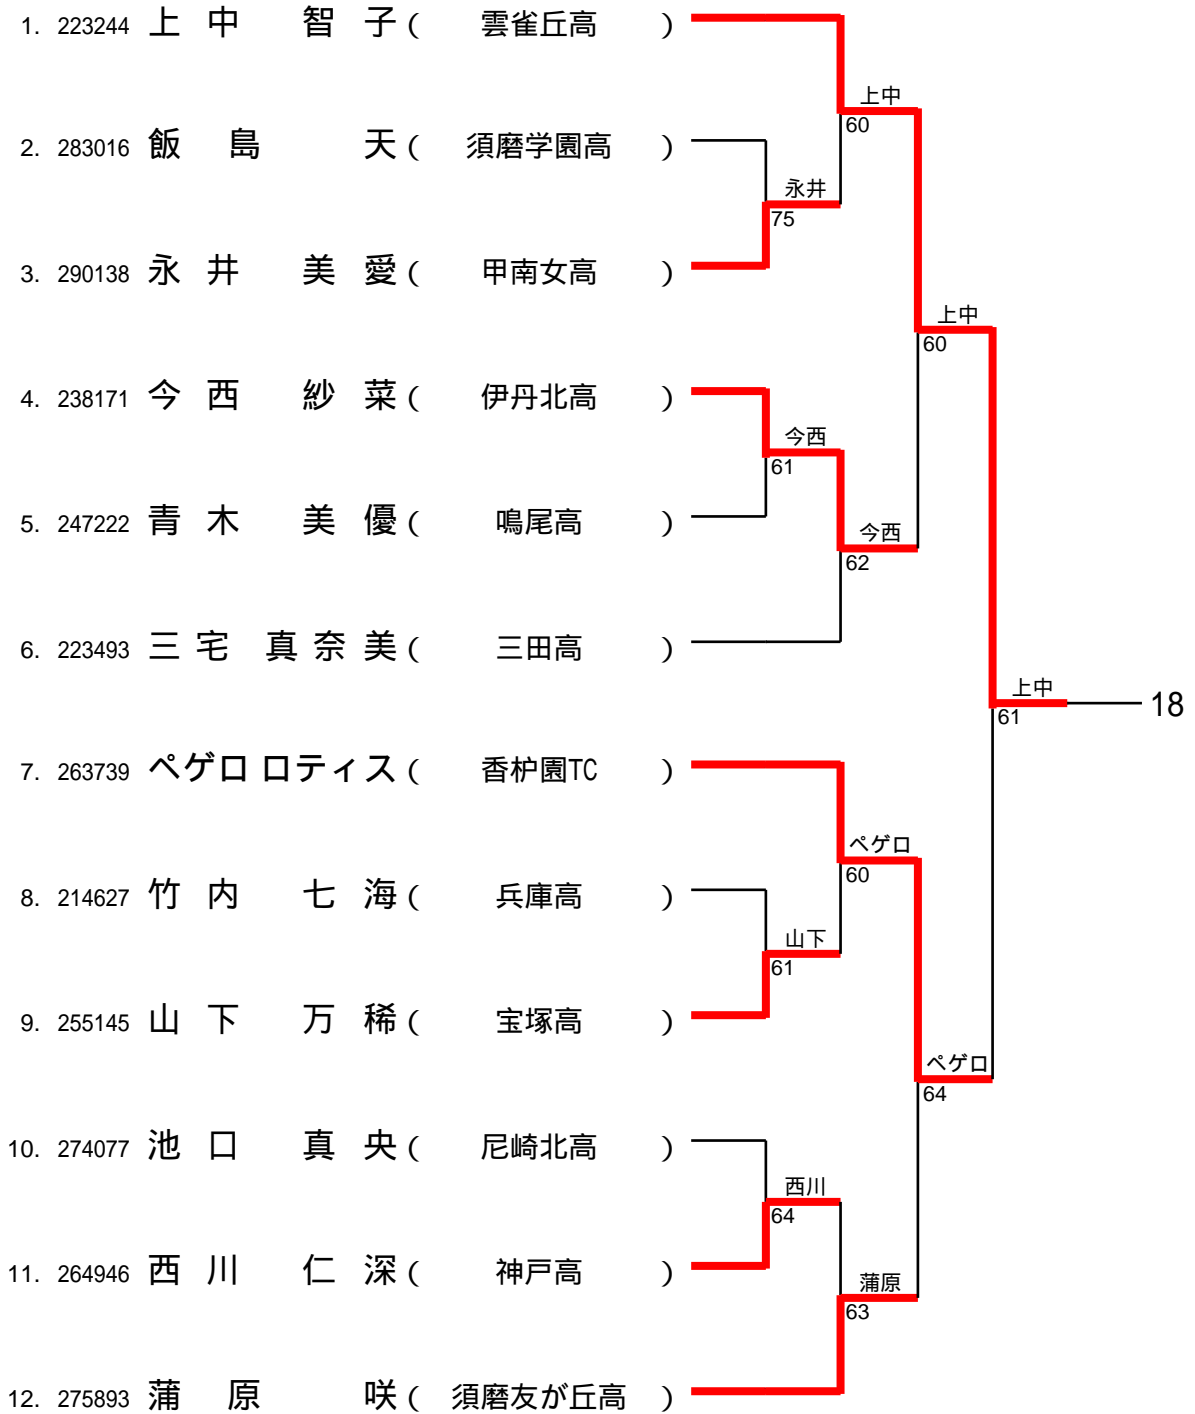 1. 223244 上中 智子 ( 雲雀丘高 )
上中
60
2. 283016 飯島 天 ( 須磨学園高 )
永井
75
3. 290138 永井 美愛 ( 甲南女高 )
上中
60
4. 238171 今西 紗菜 ( 伊丹北高 )
今西
61
5. 247222 青木 美優 ( 鳴尾高 )
今西
62
6. 223493 三宅 真奈美 ( 三田高 )
上中
61
18
7. 263739 ペゲロ ロティス ( 香枦園TC )
ペゲロ
60
8. 214627 竹内 七海 ( 兵庫高 )
山下
61
9. 255145 山下 万稀 ( 宝塚高 )
ペゲロ
64
10. 274077 池口 真央 ( 尼崎北高 )
西川
64
11. 264946 西川 仁深 ( 神戸高 )
蒲原
63
12. 275893 蒲原 咲 ( 須磨友が丘高 )